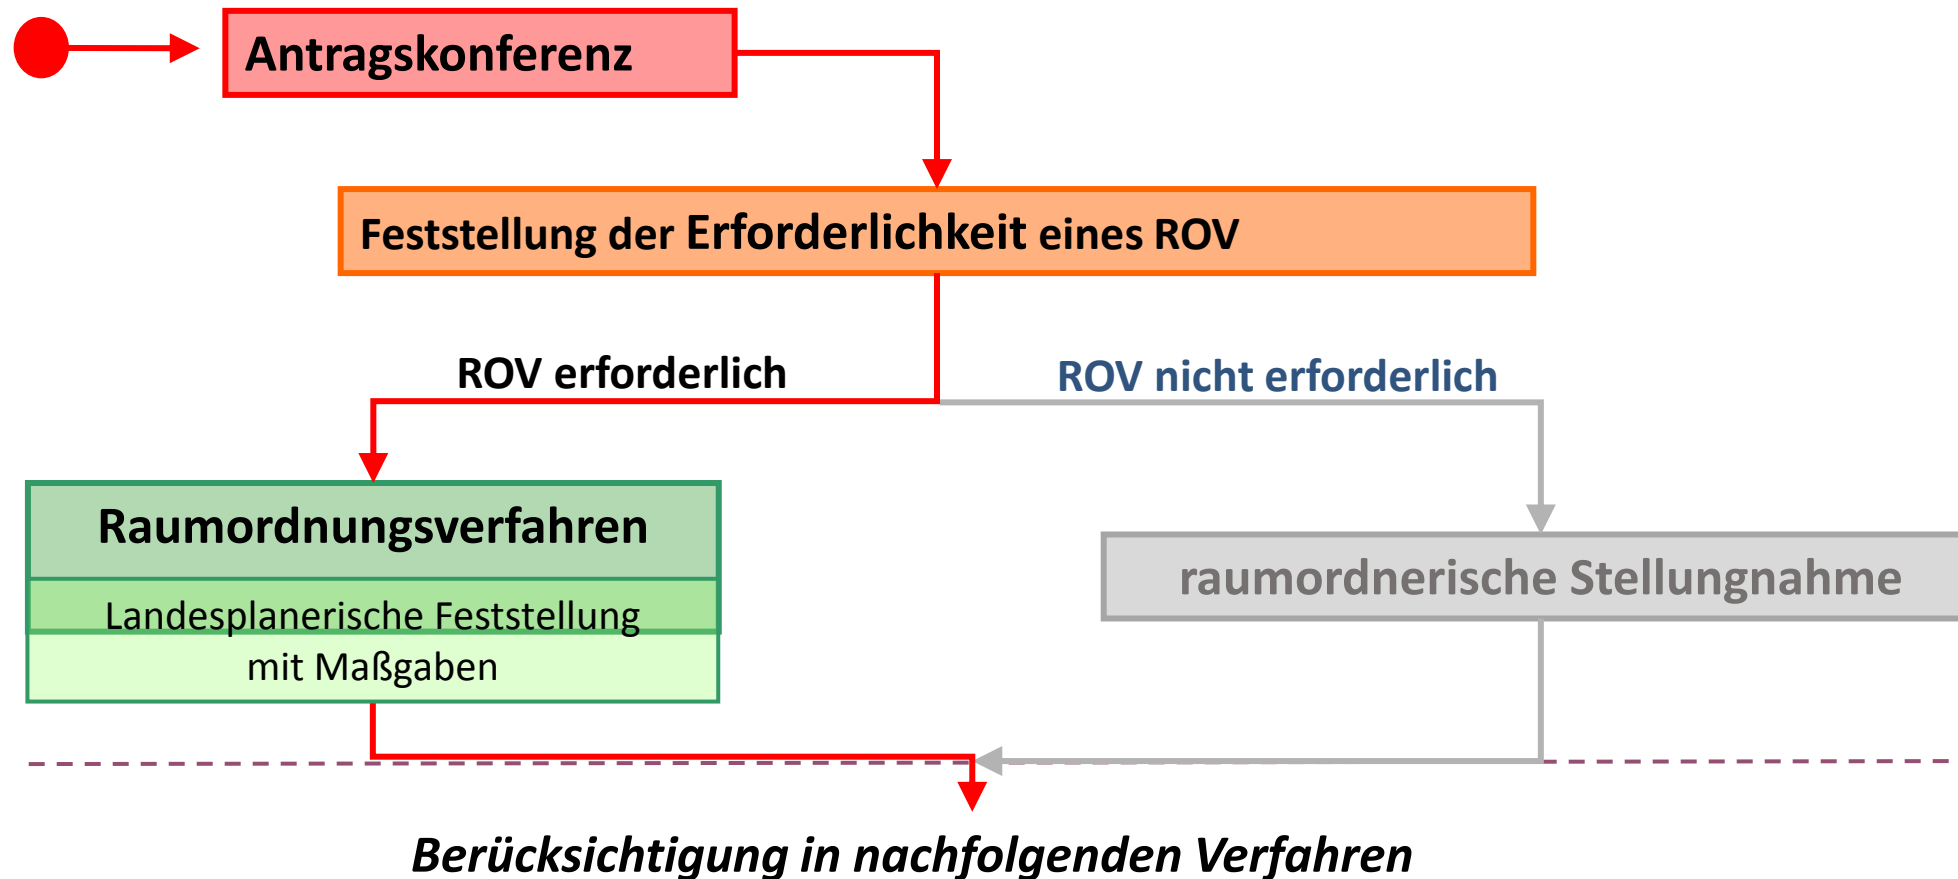 Antragskonferenz
Feststellung der Erforderlichkeit eines ROV
ROV erforderlich
ROV nicht erforderlich
Raumordnungsverfahren
raumordnerische Stellungnahme
Landesplanerische Feststellung
mit Maßgaben
Berücksichtigung in nachfolgenden Verfahren